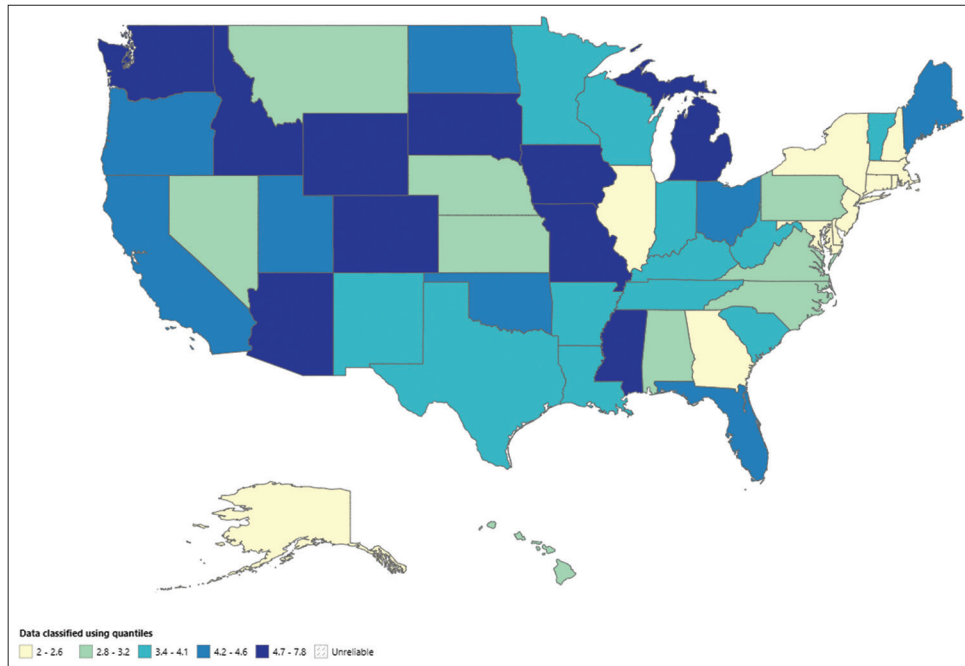 Data classified using quantiles
2 - 2.6 2.8 - 3.2 3.4 - 4.1 4.2 - 4.6 4.7 - 7.8 Unreliable